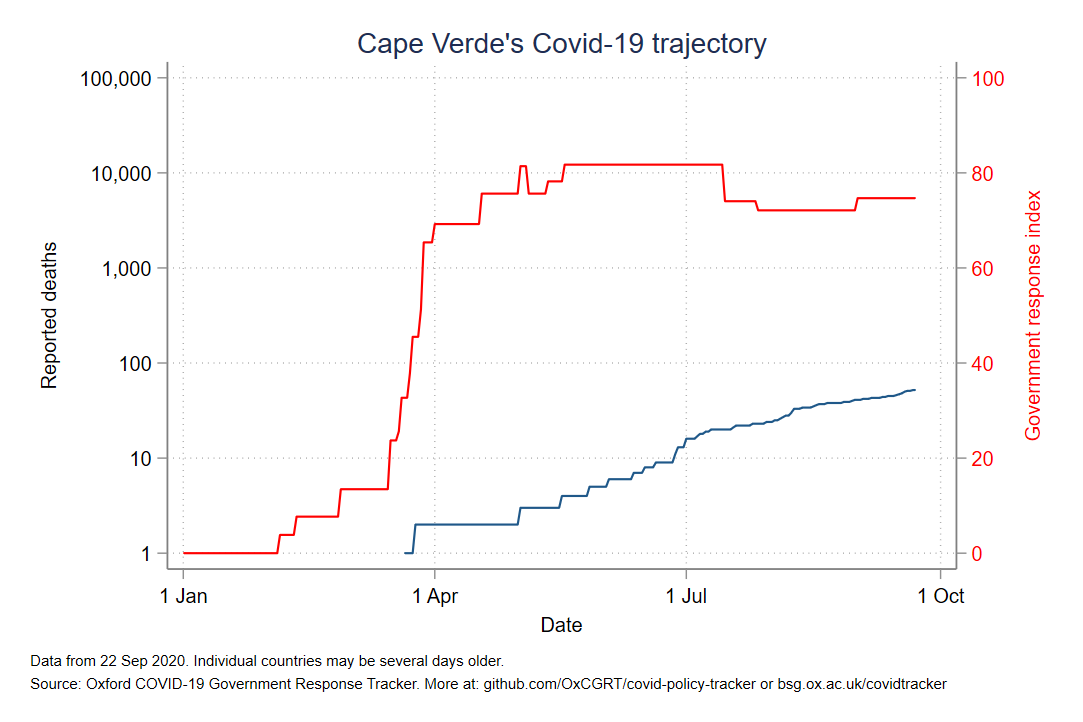 Cape Verde's Covid-19 trajectory
100,000
10,000
1,000
100
10
1
Reported deaths
100
80
60
40
20
0
Government response index
1 Jan
1 Apr
1 Jul
1 Oct
Date
Data from 22 Sep 2020. Individual countries may be several days older.
Source: Oxford COVID-19 Government Response Tracker. More at: github.com/OxCGRT/covid-policy-tracker or bsg.ox.ac.uk/covidtracker